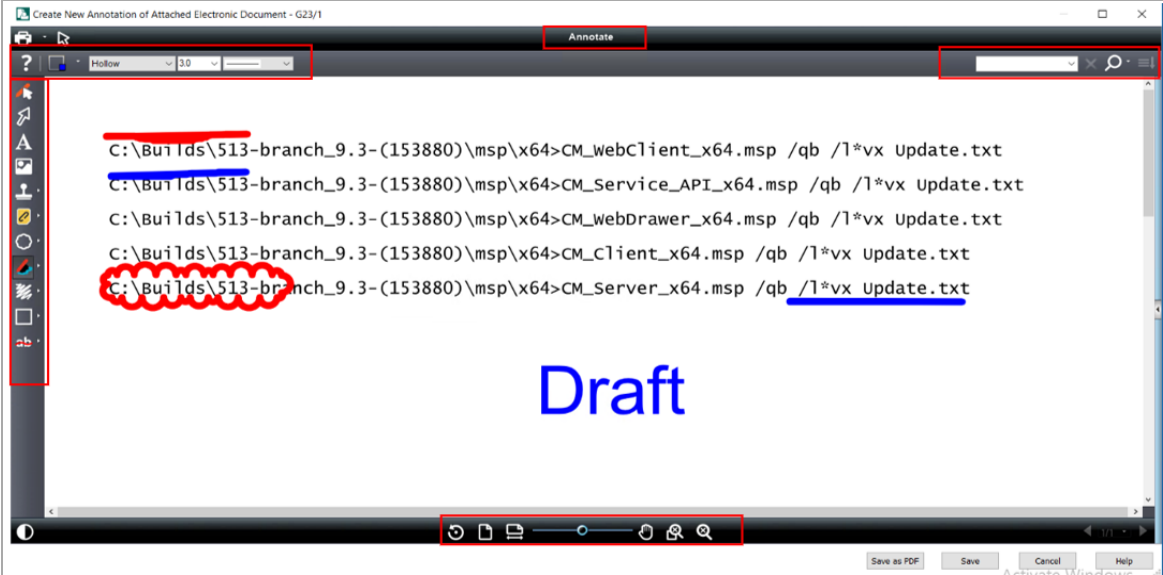 Create New Annotation of Attached Electronic Document - G23/1
Annotate
? Hollow 3.0
A
C:\Builds\513-branch_9.3-(153880)\msp\x64>CM_WebClient_x64.msp /qb /l*vx Update.txt
C:\Builds\513-branch_9.3-(153880)\msp\x64>CM_Service_API_x64.msp /qb /l*vx Update.txt
C:\Builds\513-branch_9.3-(153880)\msp\x64>CM_WebDrawer_x64.msp /qb /l*vx Update.txt
C:\Builds\513-branch_9.3-(153880)\msp\x64>CM_Client_x64.msp /qb /l*vx Update.txt
C:\Builds\513-branch_9.3-(153880)\msp\x64>CM_Server_x64.msp /qb /l*vx Update.txt
ab
Draft
1/1
Save as PDF Save Cancel Help
Activate Windows